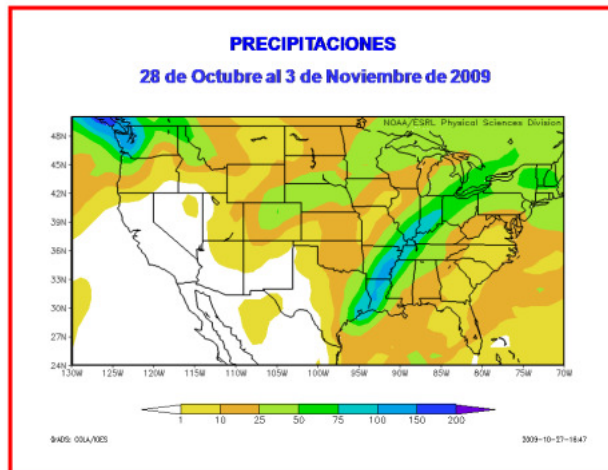 PRECIPITACIONES
28 de Octubre al 3 de Noviembre de 2009
NOAA/ESRL Physical Sciences Division
48N
45N
42N
39N
36N
33N
30N
27N
24N
130W 125W 120W 115W 110W 105W 100W 95W 90W 85W 80W 75W 70W
1 10 25 50 75 100 150 200
GrADS: COLA/IGES 2009-10-27-16:47